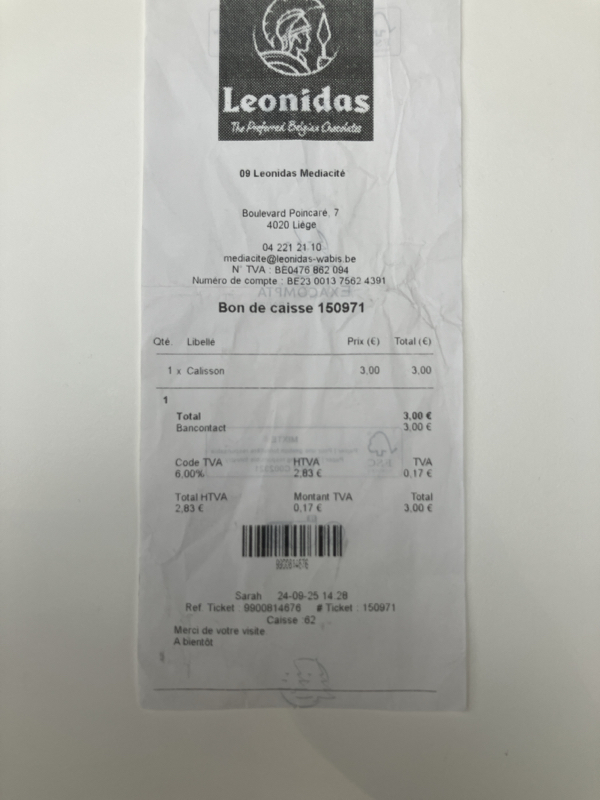 Leonidas
The Preferred Belgian Chocolates
09 Leonidas Mediacité
Boulevard Poincaré, 7
4020 Liège
04 221 21 10
mediacite@leonidas-wabis.be
N° TVA : BE0476 862 094
Numéro de compte : BE23 0013 7562 4391
EXACOMPTA
Bon de caisse 150971
Qté. Libellé Prix (€) Total (€)
1 x Calisson 3,00 3,00
1
Total 3,00 €
Bancontact 3,00 €
Code TVA HTVA TVA
6,00% 2,83 € 0,17 €
Total HTVA Montant TVA Total
2,83 € 0,17 € 3,00 €
9900814676
Sarah 24-09-25 14:28
Ref. Ticket : 9900814676 # Ticket : 150971
Caisse :62
Merci de votre visite
A bientôt